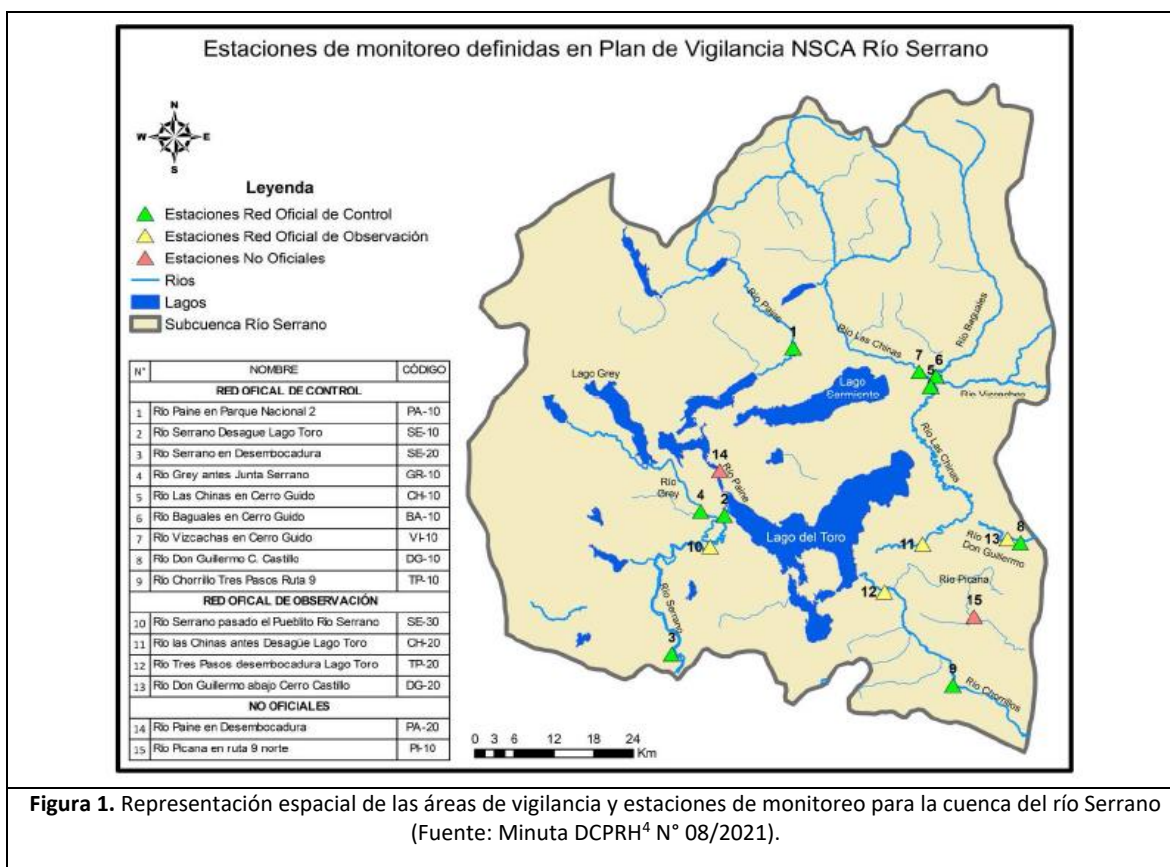 Estaciones de monitoreo definidas en Plan de Vigilancia NSCA Río Serrano
N
W E
S
Leyenda
Estaciones Red Oficial de Control
Estaciones Red Oficial de Observación
Estaciones No Oficiales
Rios
Lagos
Subcuenca Río Serrano
N° NOMBRE CÓDIGO
RED OFICIAL DE CONTROL
1 Río Paine en Parque Nacional 2 PA-10
2 Río Serrano Desague Lago Toro SE-10
3 Río Serrano en Desembocadura SE-20
4 Río Grey antes Junta Serrano GR-10
5 Río Las Chinas en Cerro Guido CH-10
6 Río Baguales en Cerro Guido BA-10
7 Río Vizcachas en Cerro Guido VI-10
8 Río Don Guillermo C. Castillo DG-10
9 Río Chorrillo Tres Pasos Ruta 9 TP-10
RED OFICAL DE OBSERVACIÓN
10 Río Serrano pasado el Pueblito Río Serrano SE-30
11 Río las Chinas antes Desagüe Lago Toro CH-20
12 Río Tres Pasos desembocadura Lago Toro TP-20
13 Río Don Guillermo abajo Cerro Castillo DG-20
NO OFICIALES
14 Río Paine en Desembocadura PA-20
15 Río Picana en ruta 9 norte PI-10
Río Paine
1
Río Las Chinas
Río Baguales
7
6
5
Lago Grey
Lago
Sarmiento
Río Vizcachas
Río Las Chinas
14
Río Paine
Río
Grey
4
2
Lago del Toro
10
11
13
8
Río
Don Guillermo
12
Río Picana
15
Río Serrano
3
9
Río Chorrillos
0 3 6 12 18 24
Km
Figura 1. Representación espacial de las áreas de vigilancia y estaciones de monitoreo para la cuenca del río Serrano
(Fuente: Minuta DCPRH⁴ N° 08/2021).